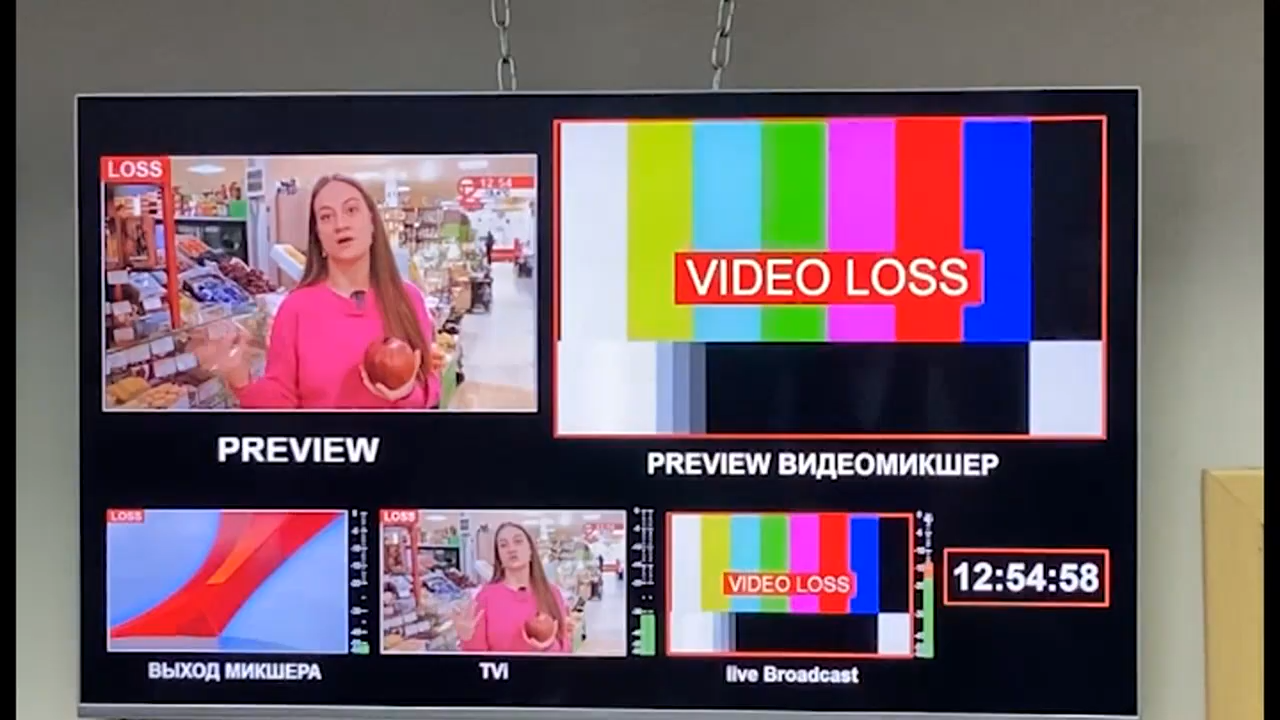 LOSS
12:54
VIDEO LOSS
PREVIEW
PREVIEW ВИДЕОМИКШЕР
LOSS
LOSS
VIDEO LOSS
12:54:58
ВЫХОД МИКШЕРА
TVi
live Broadcast